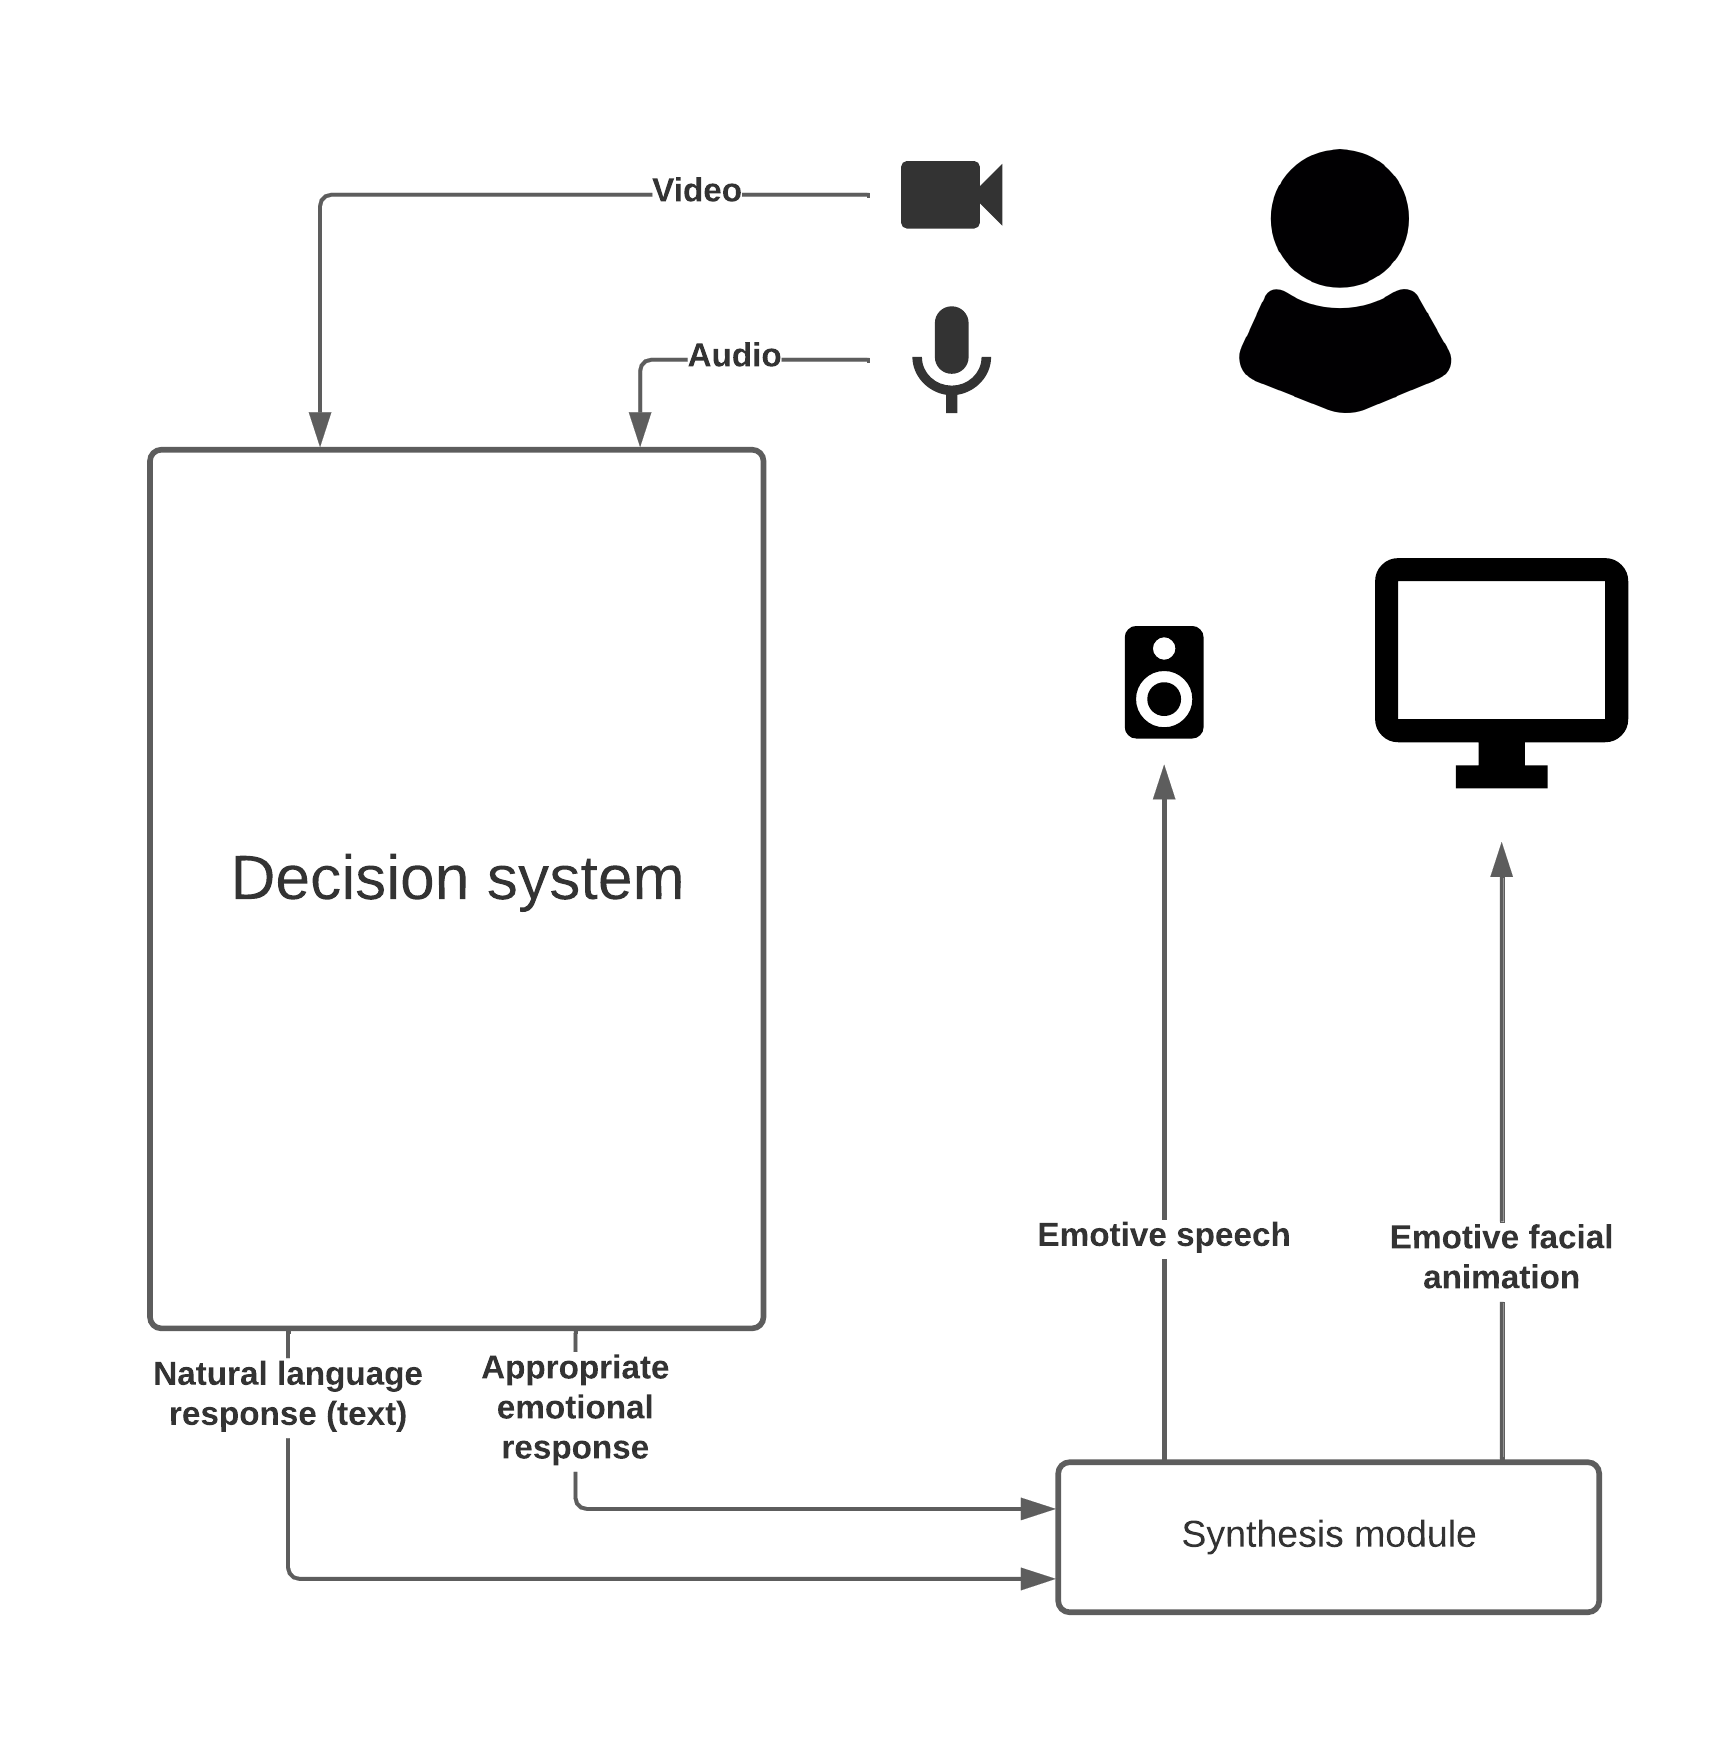 Video
Audio
Decision system
Emotive speech
Emotive facial
animation
Natural language
response (text)
Appropriate
emotional
response
Synthesis module